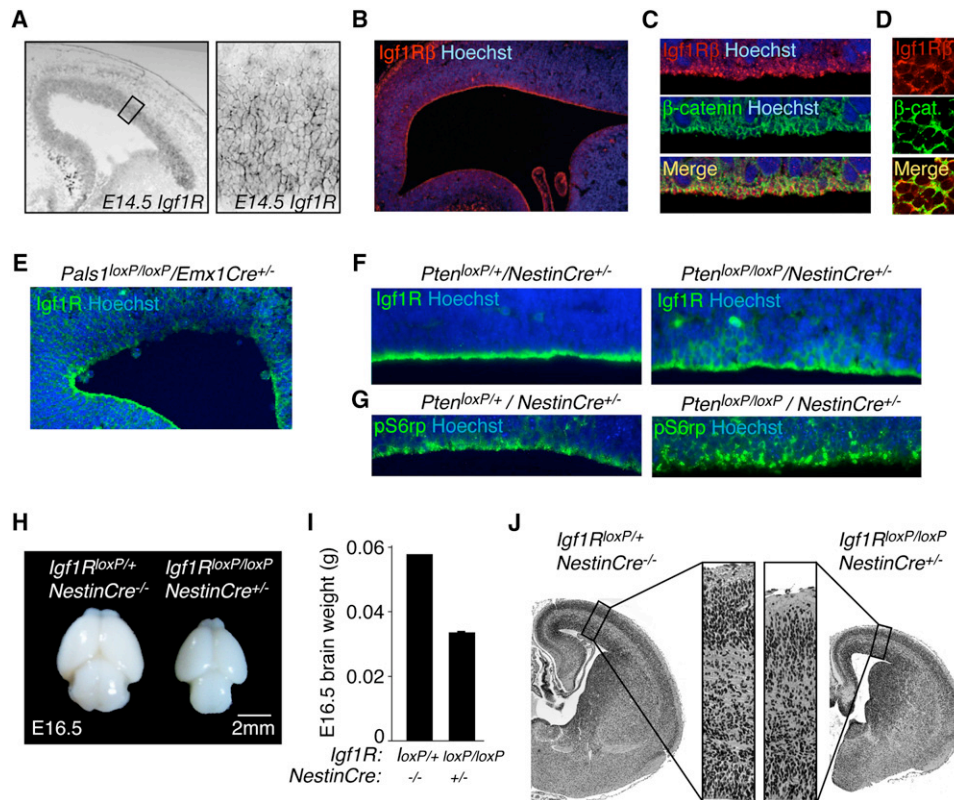 A
E14.5 Igf1R
E14.5 Igf1R
B
Igf1Rβ Hoechst
C
Igf1Rβ Hoechst
β-catenin Hoechst
Merge
D
Igf1Rβ
β-cat.
Merge
E
Pals1loxP/loxP/Emx1Cre+/-
Igf1R Hoechst
F
PtenloxP/+/NestinCre+/-
PtenloxP/loxP/NestinCre+/-
Igf1R Hoechst
Igf1R Hoechst
G
PtenloxP/+ / NestinCre+/-
PtenloxP/loxP / NestinCre+/-
pS6rp Hoechst
pS6rp Hoechst
H
Igf1RloxP/+
NestinCre-/-
Igf1RloxP/loxP
NestinCre+/-
E16.5
2mm
I
E16.5 brain weight (g)
0.06
0.04
0.02
0
Igf1R: loxP/+ loxP/loxP
NestinCre: -/- +/-
J
Igf1RloxP/+
NestinCre-/-
Igf1RloxP/loxP
NestinCre+/-